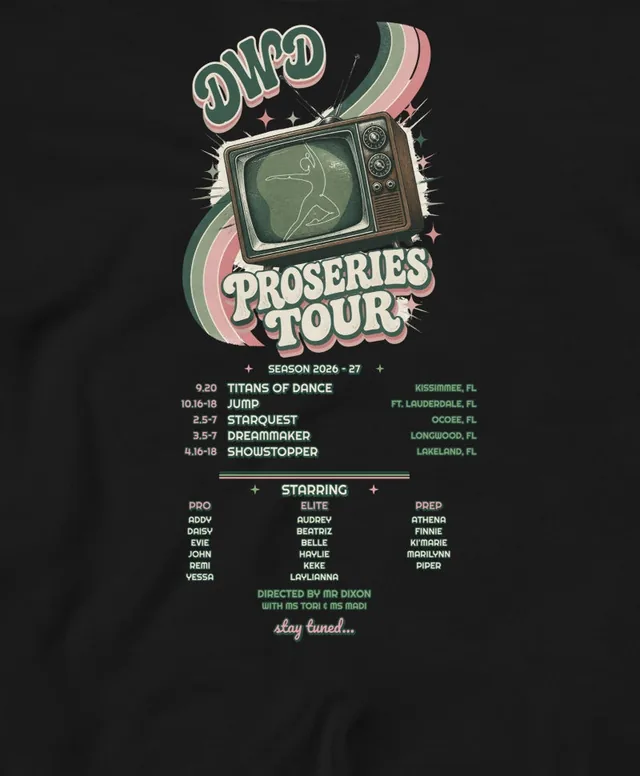 DWD
PROSERIES
TOUR
SEASON 2026 - 27
9.20 TITANS OF DANCE KISSIMMEE, FL
10.16-18 JUMP FT. LAUDERDALE, FL
2.5-7 STARQUEST OCOEE, FL
3.5-7 DREAMMAKER LONGWOOD, FL
4.16-18 SHOWSTOPPER LAKELAND, FL
STARRING
PRO ELITE PREP
ADDY AUDREY ATHENA
DAISY BEATRIZ FINNIE
EVIE BELLE KI'MARIE
JOHN HAYLIE MARILYNN
REMI KEKE PIPER
YESSA LAYLIANNA
DIRECTED BY MR DIXON
WITH MS TORI & MS MADI
stay tuned...